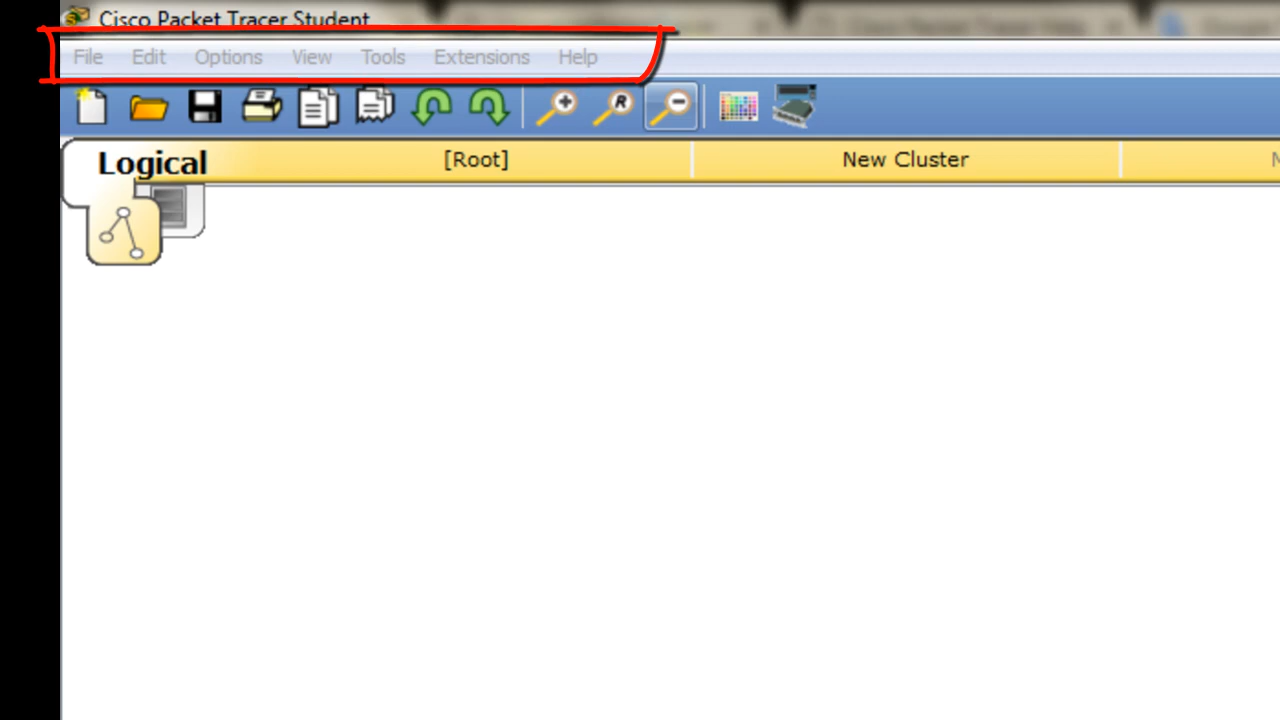 Cisco Packet Tracer Student
File Edit Options View Tools Extensions Help
R
Logical [Root] New Cluster